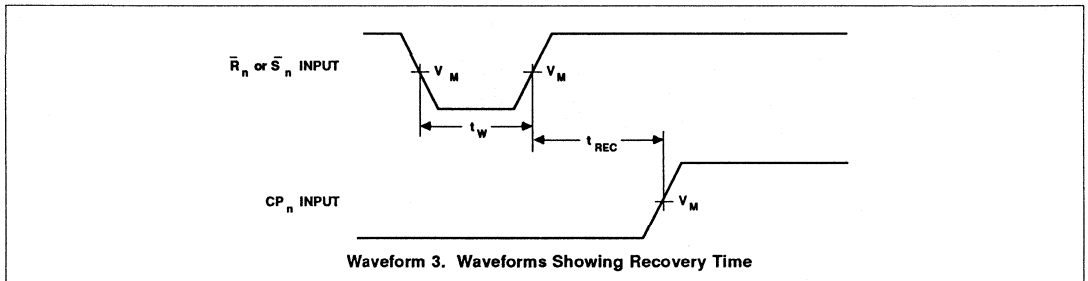 R̄n or S̄n INPUT
VM
VM
tW
tREC
CPn INPUT
VM
Waveform 3. Waveforms Showing Recovery Time